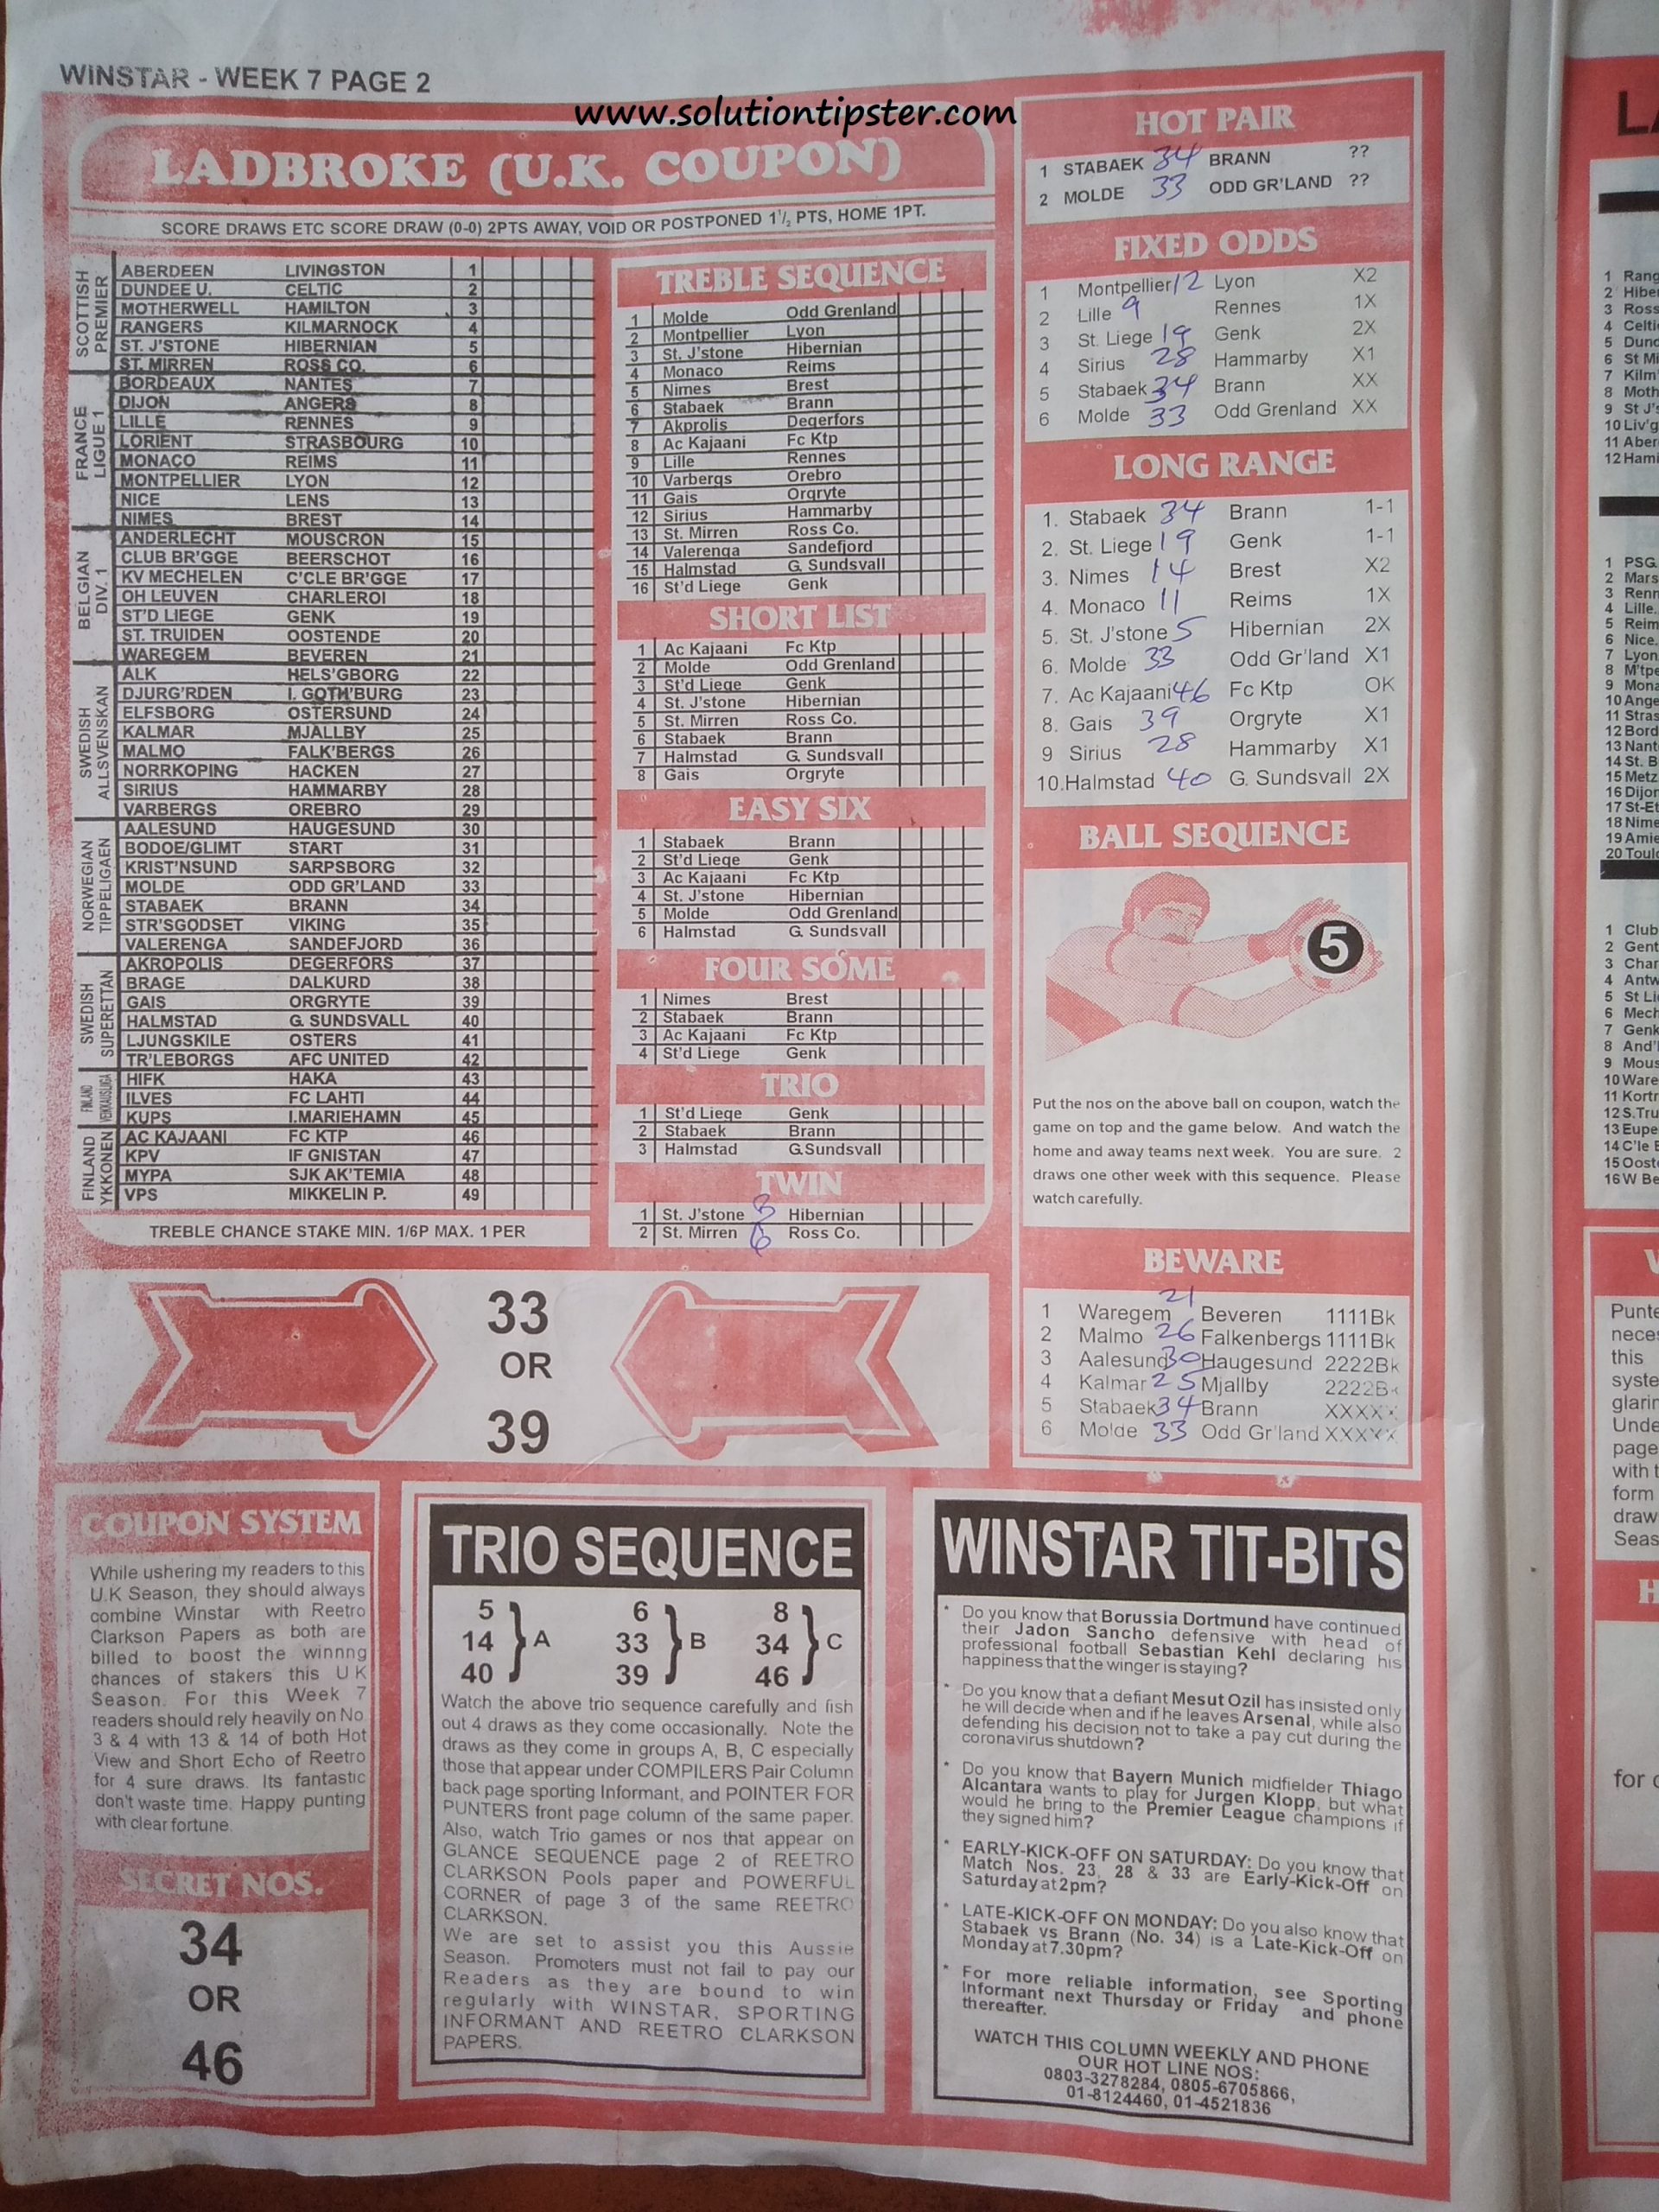 WINSTAR - WEEK 7 PAGE 2
www.solutiontipster.com
LADBROKE (U.K. COUPON)
SCORE DRAWS ETC SCORE DRAW (0-0) 2PTS AWAY, VOID OR POSTPONED 1½ PTS, HOME 1PT.
SCOTTISH PREMIER
ABERDEEN LIVINGSTON 1
DUNDEE U. CELTIC 2
MOTHERWELL HAMILTON 3
RANGERS KILMARNOCK 4
ST. J'STONE HIBERNIAN 5
ST. MIRREN ROSS CO. 6
FRANCE LIGUE 1
BORDEAUX NANTES 7
DIJON ANGERS 8
LILLE RENNES 9
LORIENT STRASBOURG 10
MONACO REIMS 11
MONTPELLIER LYON 12
NICE LENS 13
NIMES BREST 14
BELGIAN DIV. 1
ANDERLECHT MOUSCRON 15
CLUB BR'GGE BEERSCHOT 16
KV MECHELEN C'CLE BR'GGE 17
OH LEUVEN CHARLEROI 18
ST'D LIEGE GENK 19
ST. TRUIDEN OOSTENDE 20
WAREGEM BEVEREN 21
SWEDISH ALLSVENSKAN
ALK HELS'GBORG 22
DJURG'RDEN I. GOTH'BURG 23
ELFSBORG OSTERSUND 24
KALMAR MJALLBY 25
MALMO FALK'BERGS 26
NORRKOPING HACKEN 27
SIRIUS HAMMARBY 28
VARBERGS OREBRO 29
NORWEGIAN TIPPELIGAEN
AALESUND HAUGESUND 30
BODOE/GLIMT START 31
KRIST'NSUND SARPSBORG 32
MOLDE ODD GR'LAND 33
STABAEK BRANN 34
STR'SGODSET VIKING 35
VALERENGA SANDEFJORD 36
SWEDISH SUPERETTAN
AKROPOLIS DEGERFORS 37
BRAGE DALKURD 38
GAIS ORGRYTE 39
HALMSTAD G. SUNDSVALL 40
LJUNGSKILE OSTERS 41
TR'LEBORGS AFC UNITED 42
FINLAND VEIKKAUSLIIGA
HIFK HAKA 43
ILVES FC LAHTI 44
KUPS I.MARIEHAMN 45
FINLAND YKKONEN
AC KAJAANI FC KTP 46
KPV IF GNISTAN 47
MYPA SJK AK'TEMIA 48
VPS MIKKELIN P. 49
TREBLE CHANCE STAKE MIN. 1/6P MAX. 1 PER
TREBLE SEQUENCE
1 Molde Odd Grenland
2 Montpellier Lyon
3 St. J'stone Hibernian
4 Monaco Reims
5 Nimes Brest
6 Stabaek Brann
7 Akprolis Degerfors
8 Ac Kajaani Fc Ktp
9 Lille Rennes
10 Varbergs Orebro
11 Gais Orgryte
12 Sirius Hammarby
13 St. Mirren Ross Co.
14 Valerenga Sandefjord
15 Halmstad G. Sundsvall
16 St'd Liege Genk
SHORT LIST
1 Ac Kajaani Fc Ktp
2 Molde Odd Grenland
3 St'd Liege Genk
4 St. J'stone Hibernian
5 St. Mirren Ross Co.
6 Stabaek Brann
7 Halmstad G. Sundsvall
8 Gais Orgryte
EASY SIX
1 Stabaek Brann
2 St'd Liege Genk
3 Ac Kajaani Fc Ktp
4 St. J'stone Hibernian
5 Molde Odd Grenland
6 Halmstad G. Sundsvall
FOUR SOME
1 Nimes Brest
2 Stabaek Brann
3 Ac Kajaani Fc Ktp
4 St'd Liege Genk
TRIO
1 St'd Liege Genk
2 Stabaek Brann
3 Halmstad G.Sundsvall
TWIN
1 St. J'stone 5 Hibernian
2 St. Mirren 6 Ross Co.
HOT PAIR
1 STABAEK 34 BRANN ??
2 MOLDE 33 ODD GR'LAND ??
FIXED ODDS
1 Montpellier 12 Lyon X2
2 Lille 9 Rennes 1X
3 St. Liege 19 Genk 2X
4 Sirius 28 Hammarby X1
5 Stabaek 34 Brann XX
6 Molde 33 Odd Grenland XX
LONG RANGE
1. Stabaek 34 Brann 1-1
2. St. Liege 19 Genk 1-1
3. Nimes 14 Brest X2
4. Monaco 11 Reims 1X
5. St. J'stone 5 Hibernian 2X
6. Molde 33 Odd Gr'land X1
7. Ac Kajaani 46 Fc Ktp OK
8. Gais 39 Orgryte X1
9 Sirius 28 Hammarby X1
10.Halmstad 40 G. Sundsvall 2X
BALL SEQUENCE
5
Put the nos on the above ball on coupon, watch the
game on top and the game below. And watch the
home and away teams next week. You are sure. 2
draws one other week with this sequence. Please
watch carefully.
BEWARE
1 Waregem 21 Beveren 1111Bk
2 Malmo 26 Falkenbergs 1111Bk
3 Aalesund 30 Haugesund 2222Bk
4 Kalmar 25 Mjallby 2222Bk
5 Stabaek 34 Brann XXXXX
6 Molde 33 Odd Gr'land XXXXX
33
OR
39
COUPON SYSTEM
While ushering my readers to this
U.K Season, they should always
combine Winstar with Reetro
Clarkson Papers as both are
billed to boost the winnng
chances of stakers this U K
Season. For this Week 7
readers should rely heavily on No
3 & 4 with 13 & 14 of both Hot
View and Short Echo of Reetro
for 4 sure draws. Its fantastic
don't waste time. Happy punting
with clear fortune.
SECRET NOS.
34
OR
46
TRIO SEQUENCE
5 6 8
14 A 33 B 34 C
40 39 46
Watch the above trio sequence carefully and fish
out 4 draws as they come occasionally. Note the
draws as they come in groups A, B, C especially
those that appear under COMPILERS Pair Column
back page sporting Informant, and POINTER FOR
PUNTERS front page column of the same paper.
Also, watch Trio games or nos that appear on
GLANCE SEQUENCE page 2 of REETRO
CLARKSON Pools paper and POWERFUL
CORNER of page 3 of the same REETRO
CLARKSON.
We are set to assist you this Aussie
Season. Promoters must not fail to pay our
Readers as they are bound to win
regularly with WINSTAR, SPORTING
INFORMANT AND REETRO CLARKSON
PAPERS.
WINSTAR TIT-BITS
* Do you know that Borussia Dortmund have continued
their Jadon Sancho defensive with head of
professional football Sebastian Kehl declaring his
happiness that the winger is staying?
* Do you know that a defiant Mesut Ozil has insisted only
he will decide when and if he leaves Arsenal, while also
defending his decision not to take a pay cut during the
coronavirus shutdown?
* Do you know that Bayern Munich midfielder Thiago
Alcantara wants to play for Jurgen Klopp, but what
would he bring to the Premier League champions if
they signed him?
* EARLY-KICK-OFF ON SATURDAY: Do you know that
Match Nos. 23, 28 & 33 are Early-Kick-Off on
Saturday at 2pm?
* LATE-KICK-OFF ON MONDAY: Do you also know that
Stabaek vs Brann (No. 34) is a Late-Kick-Off on
Monday at 7.30pm?
* For more reliable information, see Sporting
Informant next Thursday or Friday and phone
thereafter.
WATCH THIS COLUMN WEEKLY AND PHONE
OUR HOT LINE NOS:
0803-3278284, 0805-6705866,
01-8124460, 01-4521836